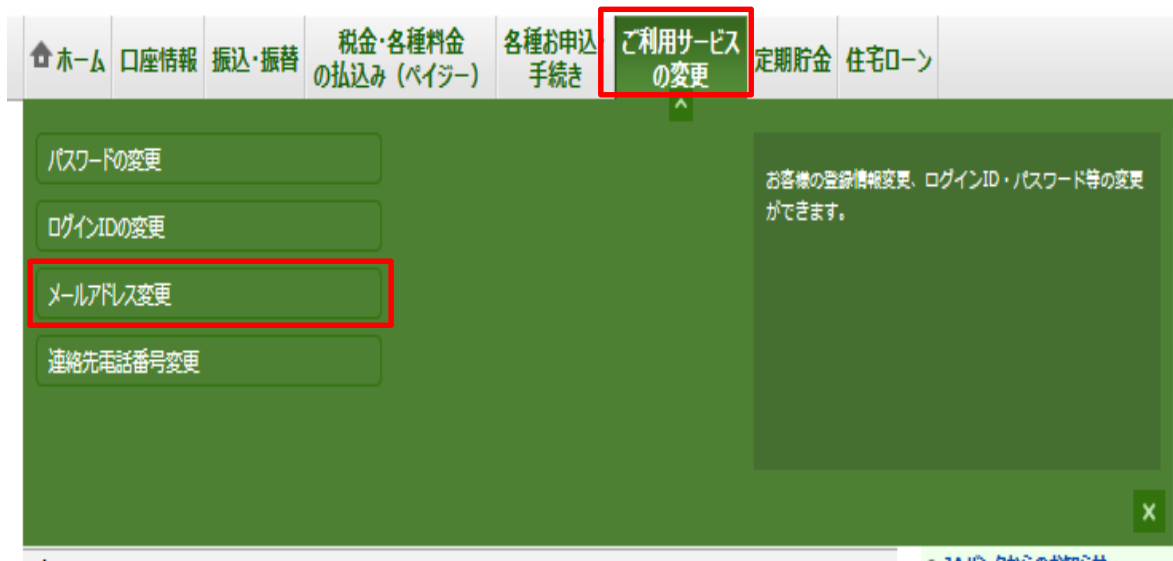 ホーム
口座情報
振込・振替
税金・各種料金
の払込み（ペイジー）
各種お申込・
手続き
ご利用サービス
の変更
定期貯金
住宅ローン
パスワードの変更
ログインIDの変更
メールアドレス変更
連絡先電話番号変更
お客様の登録情報変更、ログインID・パスワード等の変更
ができます。
x